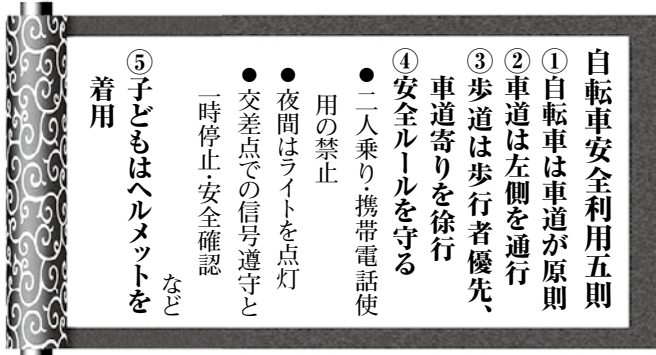 自転車安全利用五則
①自転車は車道が原則
②車道は左側を通行
③歩道は歩行者優先、
車道寄りを徐行
④安全ルールを守る
●二人乗り・携帯電話使
用の禁止
●夜間はライトを点灯
●交差点での信号遵守と
一時停止・安全確認
など
⑤子どもはヘルメットを
着用